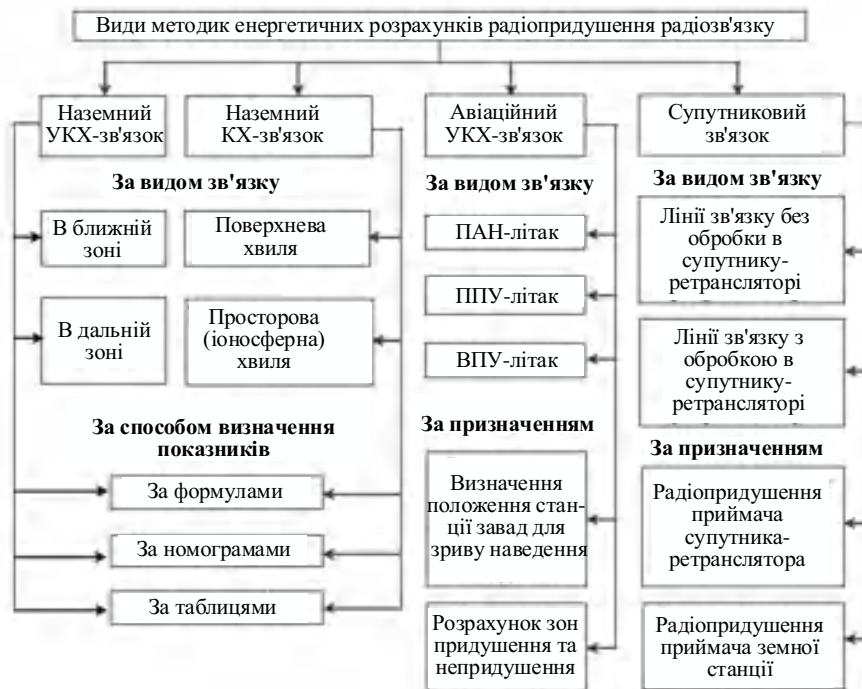 Види методик енергетичних розрахунків радіопридушення радіозв'язку
Наземний
УКХ-зв'язок
Наземний
КХ-зв'язок
За видом зв'язку
В ближній
зоні
Поверхнева
хвиля
В дальній
зоні
Просторова
(іоносферна)
хвиля
За способом визначення
показників
За формулами
За номограмами
За таблицями
Авіаційний
УКХ-зв'язок
За видом зв'язку
ПАН-літак
ППУ-літак
ВПУ-літак
За призначенням
Визначення
положення стан-
ції завад для
зриву наведення
Розрахунок зон
придушення та
непридушення
Супутниковий
зв'язок
За видом зв'язку
Лінії зв'язку без
обробки в
супутнику-
ретрансляторі
Лінії зв'язку з
обробкою в
супутнику-
ретрансляторі
За призначенням
Радіопридушення
приймача
супутника-
ретранслятора
Радіопридушення
приймача земної
станції